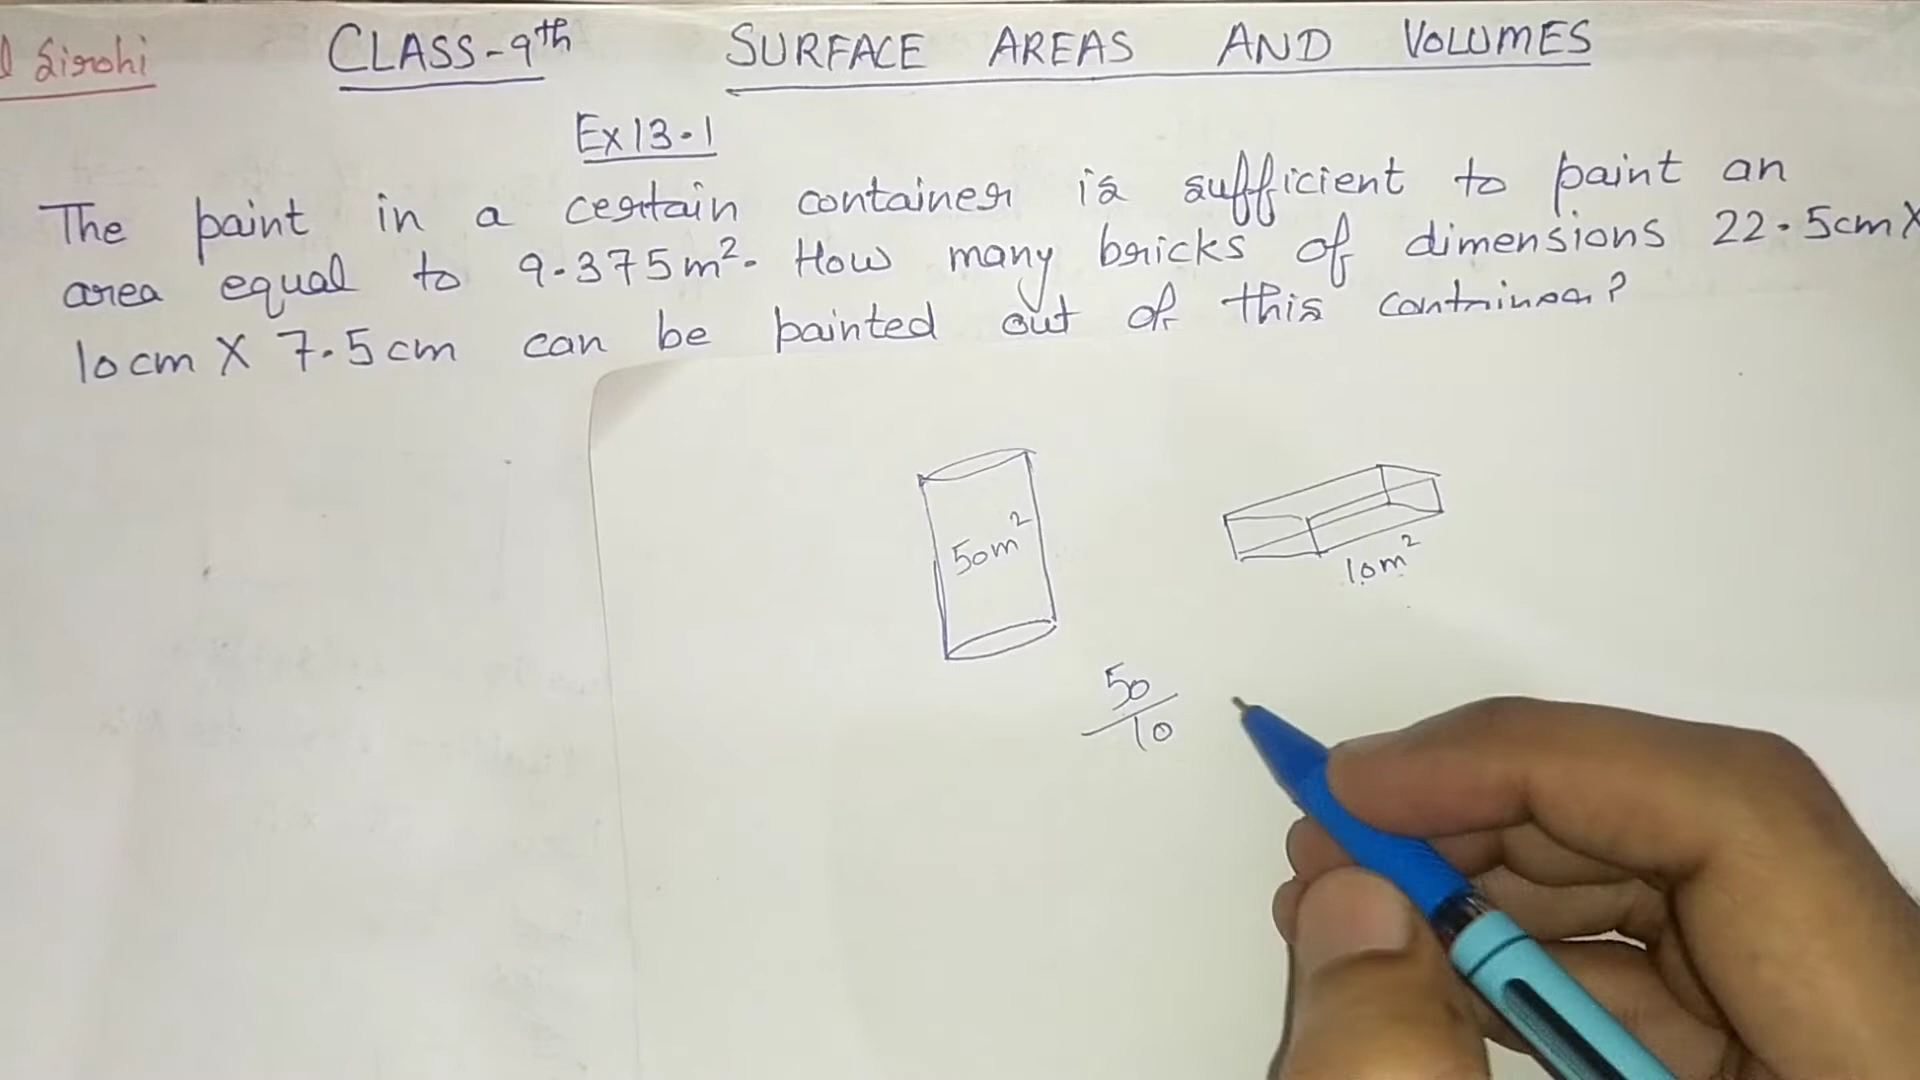 Sirohi CLASS-9th SURFACE AREAS AND VOLUMES
Ex 13.1
The paint in a certain container is sufficient to paint an
area equal to 9.375m². How many bricks of dimensions 22.5cm X
10cm X 7.5cm can be painted out of this container?
50m²
10m²
50
10